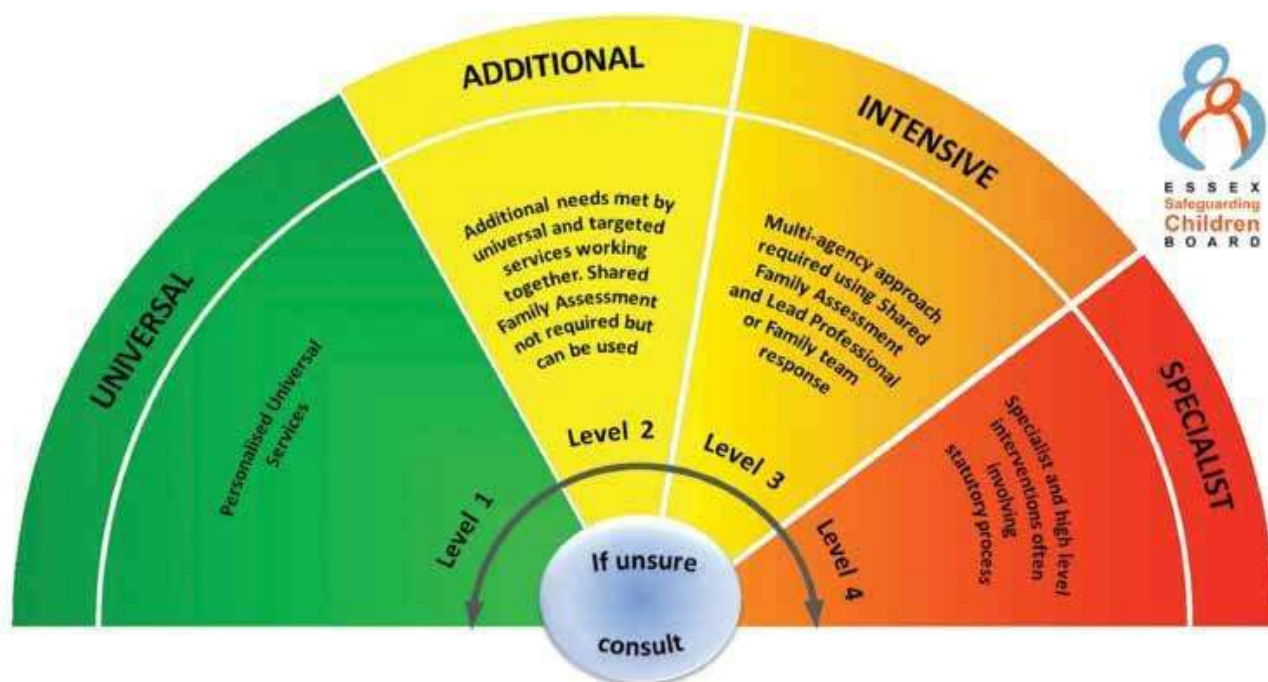 UNIVERSAL
Personalised Universal
Services
Level 1
ADDITIONAL
Additional needs met by
universal and targeted
services working
together. Shared
Family Assessment
not required but
can be used
Level 2
INTENSIVE
Multi-agency approach
required using Shared
Family Assessment
and Lead Professional
or Family team
response
Level 3
SPECIALIST
Specialist and high level
interventions often
involving
statutory process
Level 4
If unsure
consult
ESSEX
Safeguarding
Children
BOARD